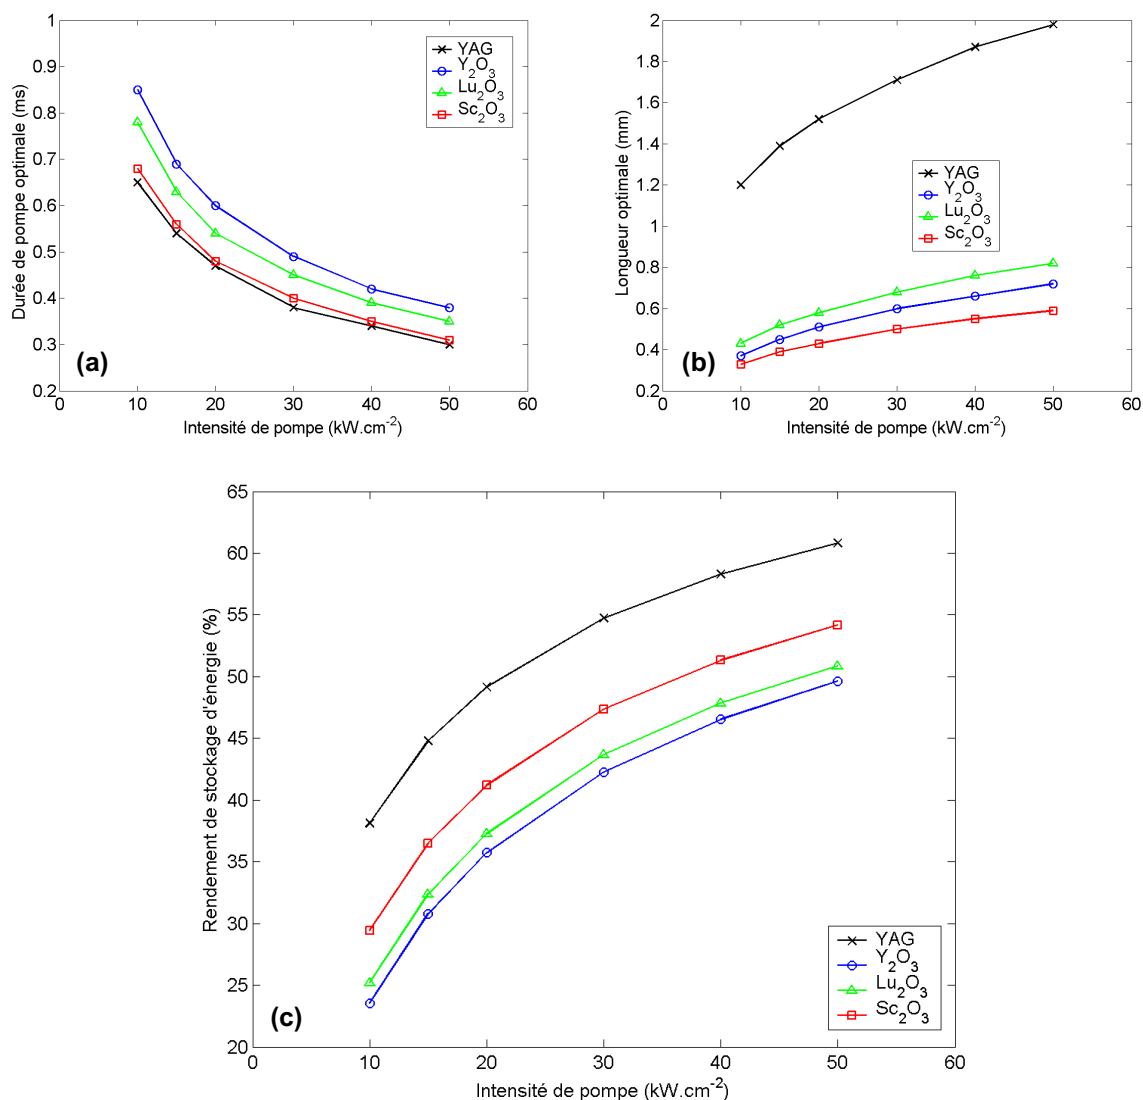 1
0.9
0.8
0.7
0.6
0.5
0.4
0.3
0.2
0 10 20 30 40 50 60
Durée de pompe optimale (ms)
Intensité de pompe (kW.cm-2)
YAG
Y2O3
Lu2O3
Sc2O3
(a)
2
1.8
1.6
1.4
1.2
1
0.8
0.6
0.4
0.2
0 10 20 30 40 50 60
Longueur optimale (mm)
Intensité de pompe (kW.cm-2)
YAG
Y2O3
Lu2O3
Sc2O3
(b)
65
60
55
50
45
40
35
30
25
20
0 10 20 30 40 50 60
Rendement de stockage d'énergie (%)
Intensité de pompe (kW.cm-2)
YAG
Y2O3
Lu2O3
Sc2O3
(c)